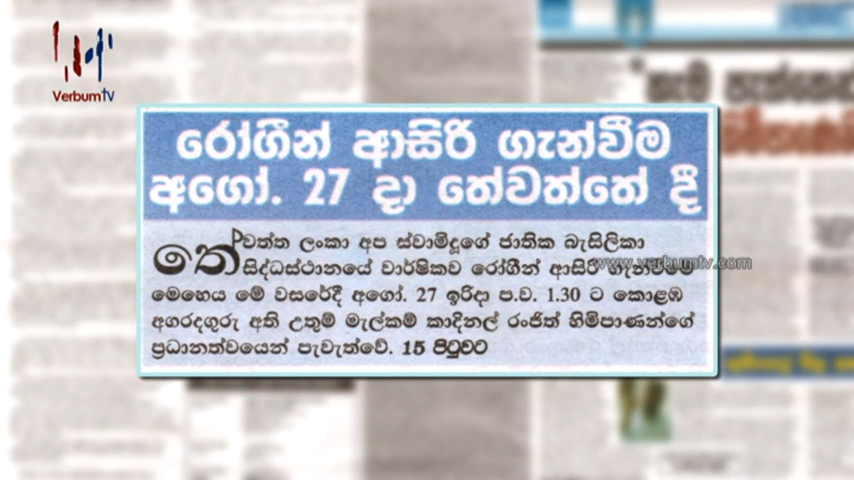 VerbumTV
රෝගීන් ආසිරි ගැන්වීම
අගෝ. 27 දා තේවත්තේ දී
තේවත්ත ලංකා අප ස්වාමිදූගේ ජාතික බැසිලිකා
සිද්ධස්ථානයේ වාර්ෂිකව රෝගීන් ආසිරි ගැන්වීමේ
www.verbumtv.com
මෙහෙය මේ වසරේදී අගෝ. 27 ඉරිදා ප.ව. 1.30 ට කොළඹ
අගරදගුරු අති උතුම් මැල්කම් කාදිනල් රංජිත් හිමිපාණන්ගේ
ප්‍රධානත්වයෙන් පැවැත්වේ. 15 පිටුවට